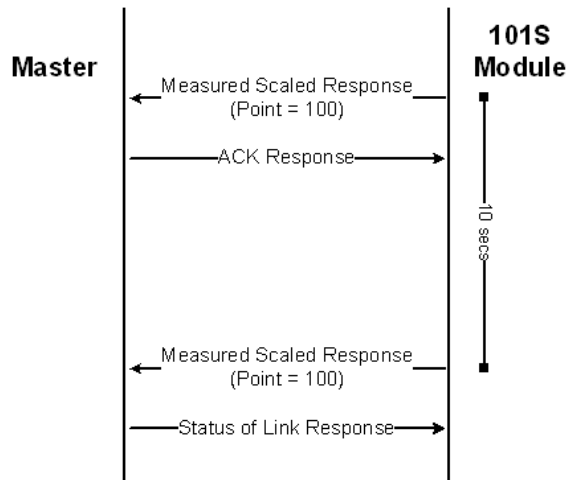 Master
101S
Module
Measured Scaled Response
(Point = 100)
ACK Response
10 secs
Measured Scaled Response
(Point = 100)
Status of Link Response